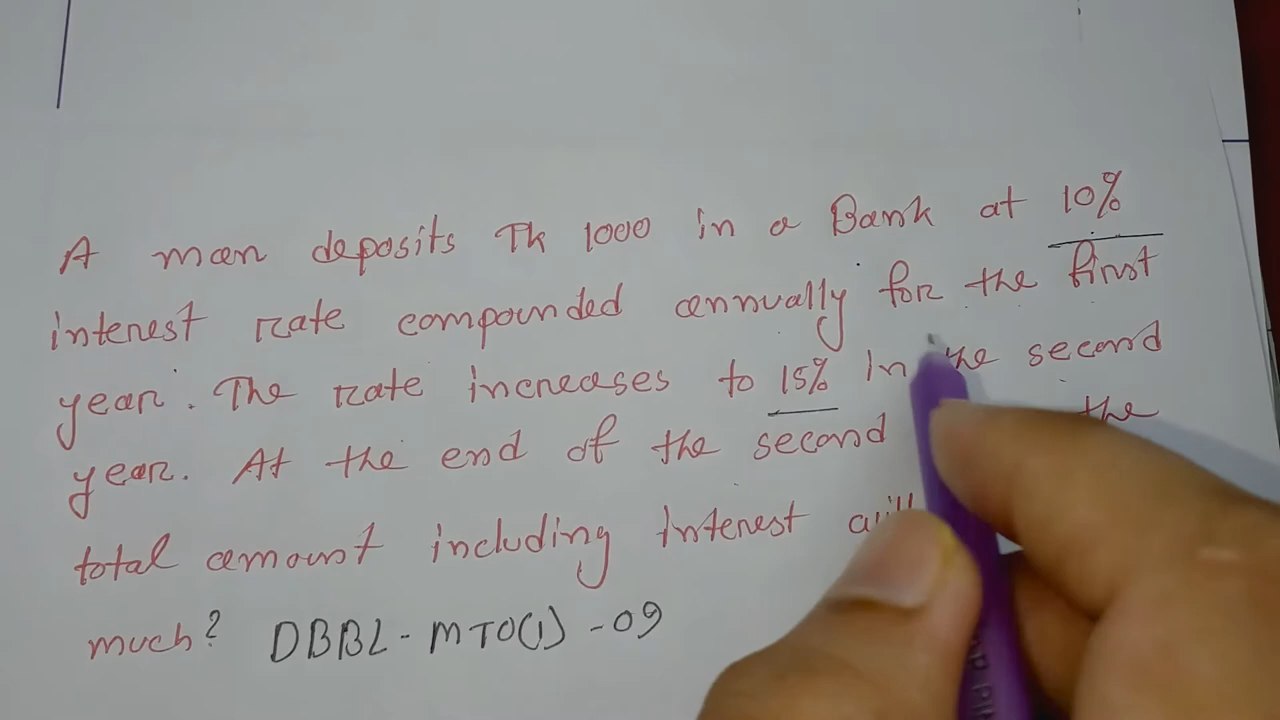 A man deposits Tk 1000 in a Bank at 10%
interest rate compounded annually for the first
year. The rate increases to 15% in the second
year. At the end of the second the
total amount including interest will
much? DBBL - MTO(1) - 09